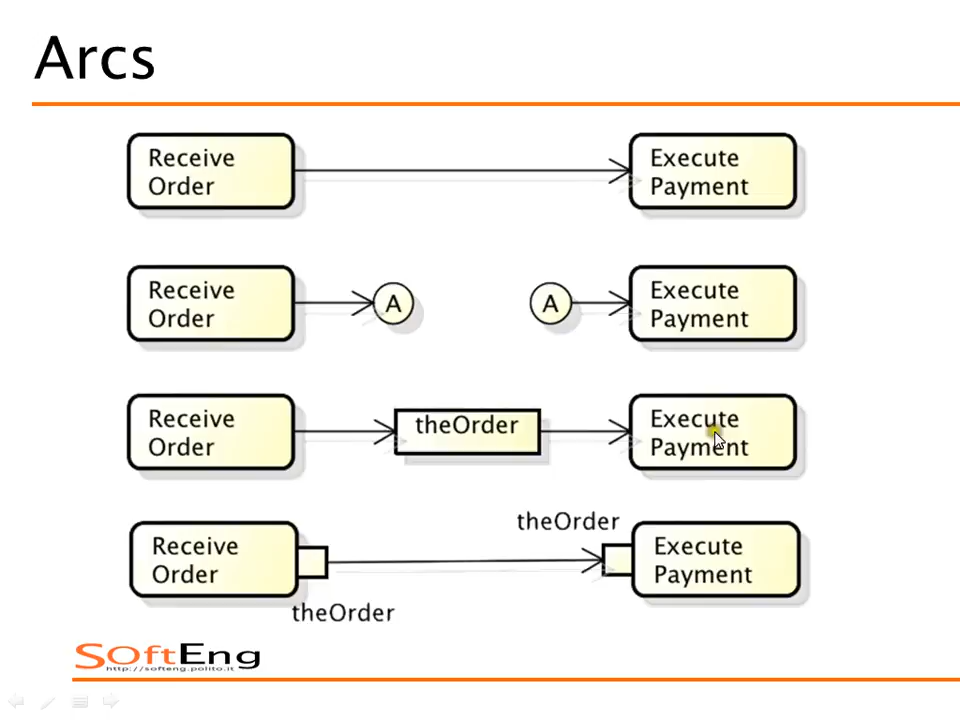 Arcs
Receive
Order
Execute
Payment
Receive
Order
A
A
Execute
Payment
Receive
Order
theOrder
Execute
Payment
theOrder
Receive
Order
Execute
Payment
theOrder
SOftEng
http://softeng.polito.it